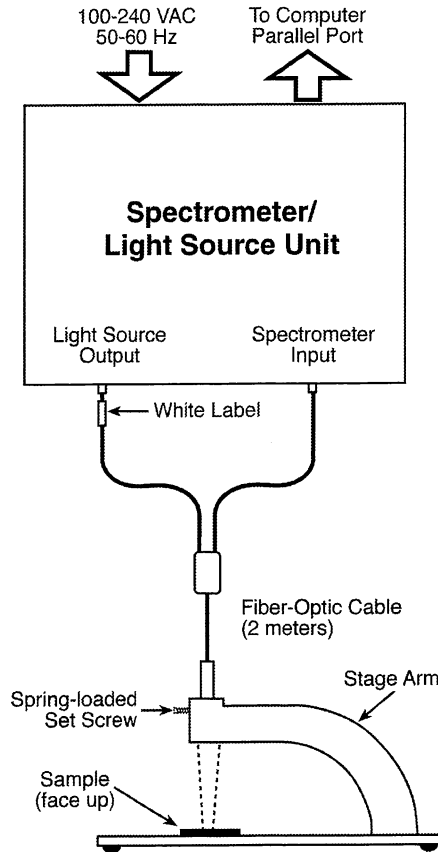 100-240 VAC
50-60 Hz
To Computer
Parallel Port
Spectrometer/
Light Source Unit
Light Source
Output
Spectrometer
Input
White Label
Fiber-Optic Cable
(2 meters)
Stage Arm
Spring-loaded
Set Screw
Sample
(face up)